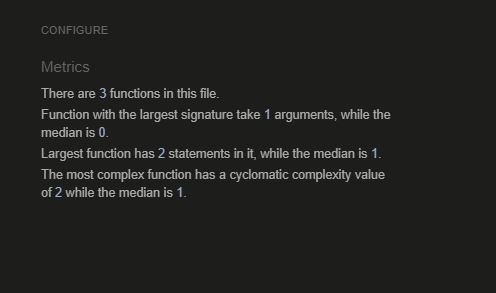 CONFIGURE
Metrics
There are 3 functions in this file.
Function with the largest signature take 1 arguments, while the
median is 0.
Largest function has 2 statements in it, while the median is 1.
The most complex function has a cyclomatic complexity value
of 2 while the median is 1.